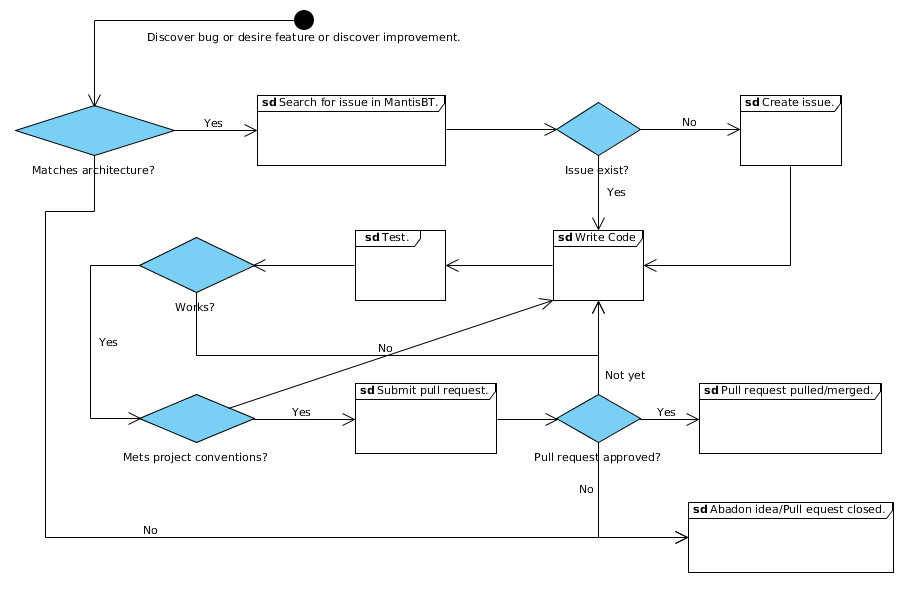 Discover bug or desire feature or discover improvement.
sd Search for issue in MantisBT.
sd Create issue.
Yes
No
Matches architecture?
Issue exist?
Yes
sd Test.
sd Write Code
Works?
Yes
No
Not yet
sd Submit pull request.
sd Pull request pulled/merged.
Yes
Yes
Mets project conventions?
Pull request approved?
No
sd Abadon idea/Pull equest closed.
No